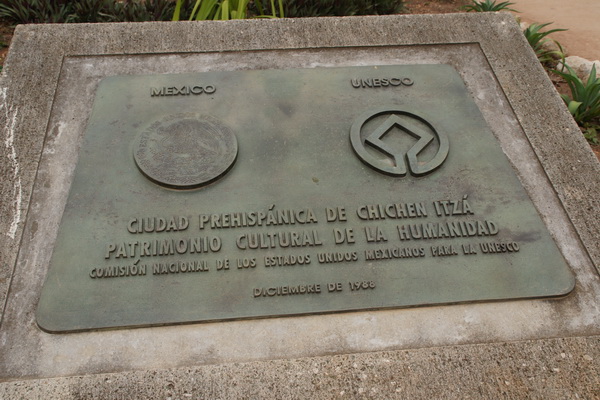 MEXICO UNESCO
CIUDAD PREHISPÁNICA DE CHICHEN ITZÁ
PATRIMONIO CULTURAL DE LA HUMANIDAD
COMISIÓN NACIONAL DE LOS ESTADOS UNIDOS MEXICANOS PARA LA UNESCO
DICIEMBRE DE 1988